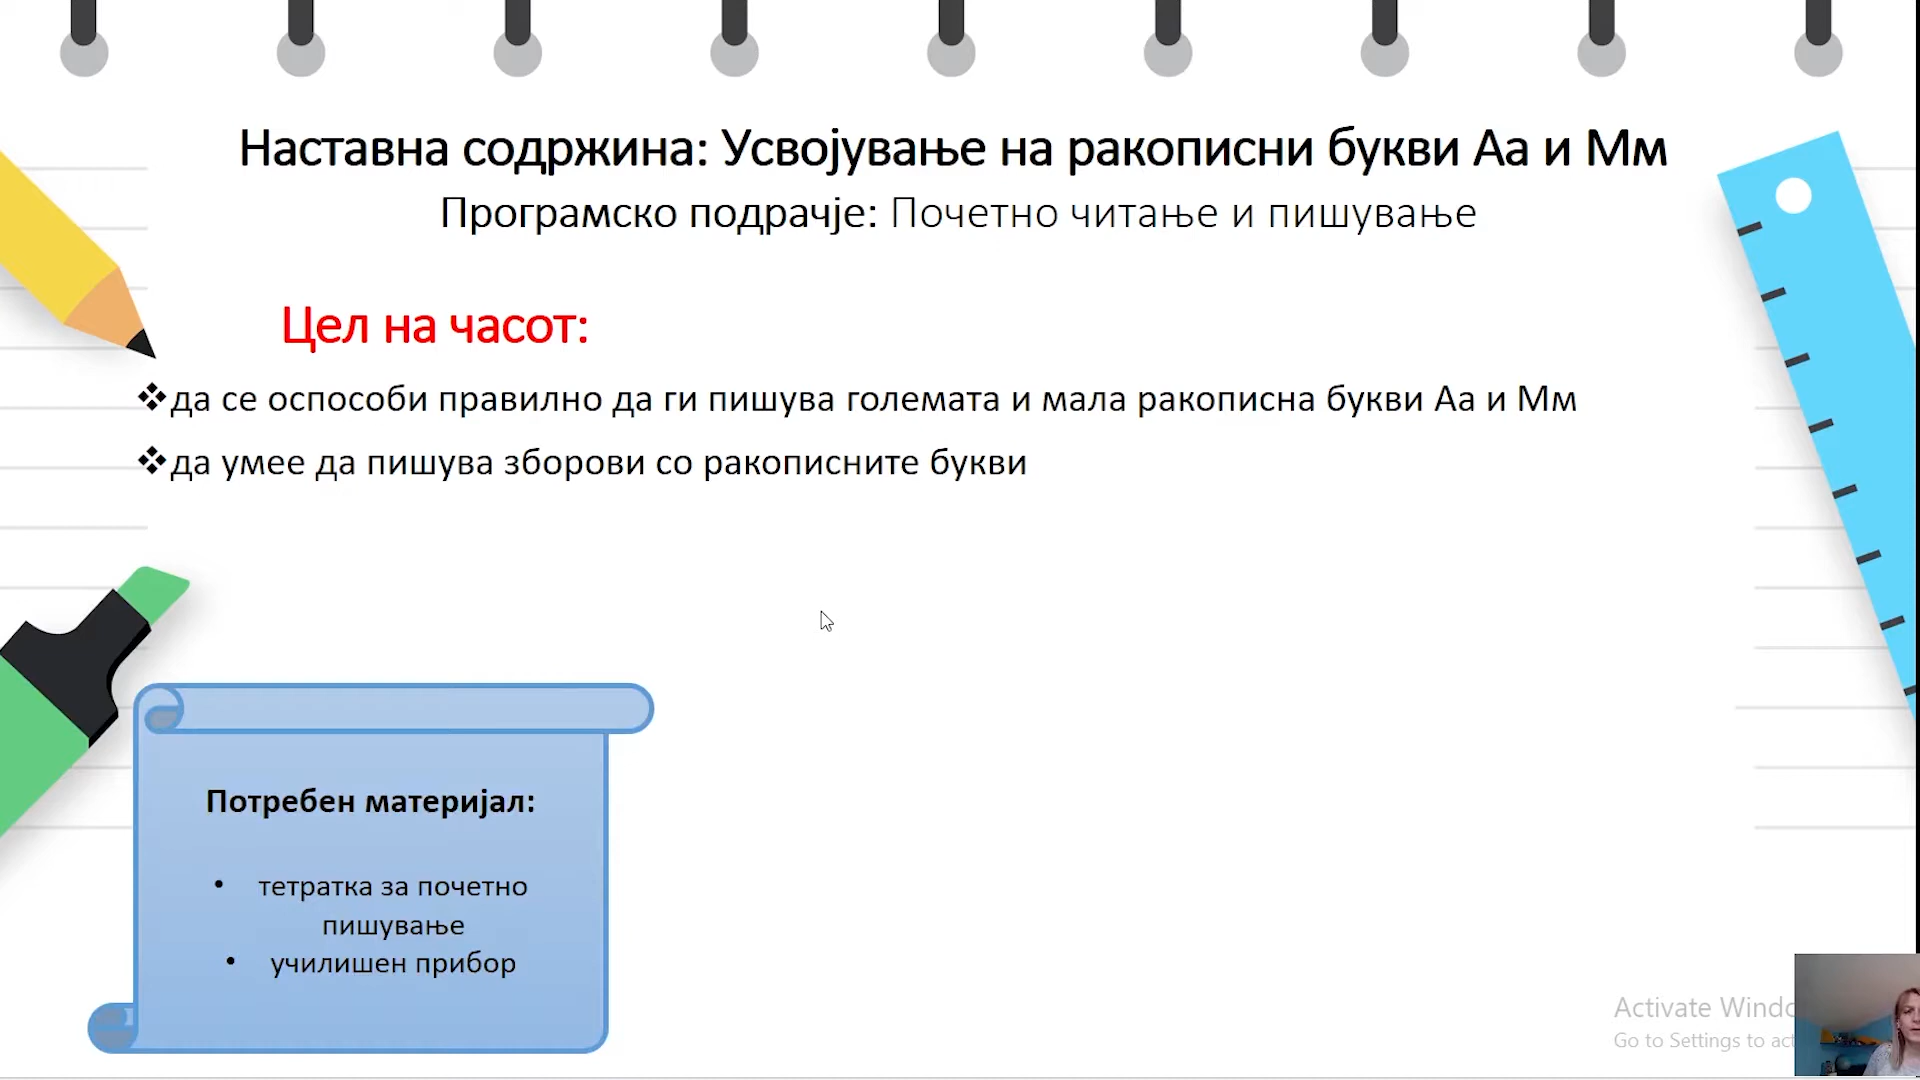 Наставна содржина: Усвојување на ракописни букви Аа и Мм
Програмско подрачје: Почетно читање и пишување
Цел на часот:
❖да се оспособи правилно да ги пишува големата и мала ракописна букви Аа и Мм
❖да умее да пишува зборови со ракописните букви
Потребен материјал:
• тетратка за почетно
пишување
• училишен прибор
Activate
Go to Settings to